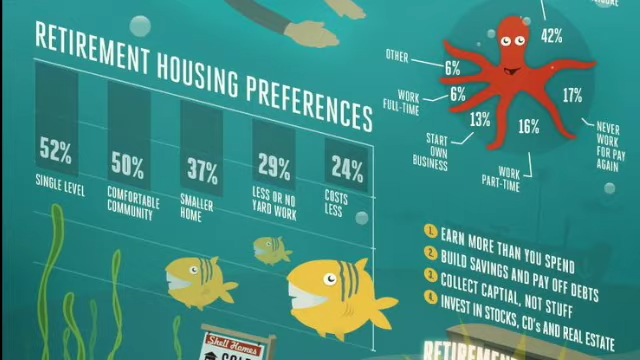 RETIREMENT HOUSING PREFERENCES
52%
SINGLE LEVEL
50%
COMFORTABLE
COMMUNITY
37%
SMALLER
HOME
29%
LESS OR NO
YARD WORK
24%
COSTS
LESS
42%
OTHER
6%
WORK
FULL-TIME
6%
START
OWN
BUSINESS
13%
WORK
PART-TIME
16%
17%
NEVER
WORK
FOR PAY
AGAIN
1. EARN MORE THAN YOU SPEND
2. BUILD SAVINGS AND PAY OFF DEBTS
3. COLLECT CAPTIAL, NOT STUFF
4. INVEST IN STOCKS, CD's AND REAL ESTATE
Shell Homes
SOLD